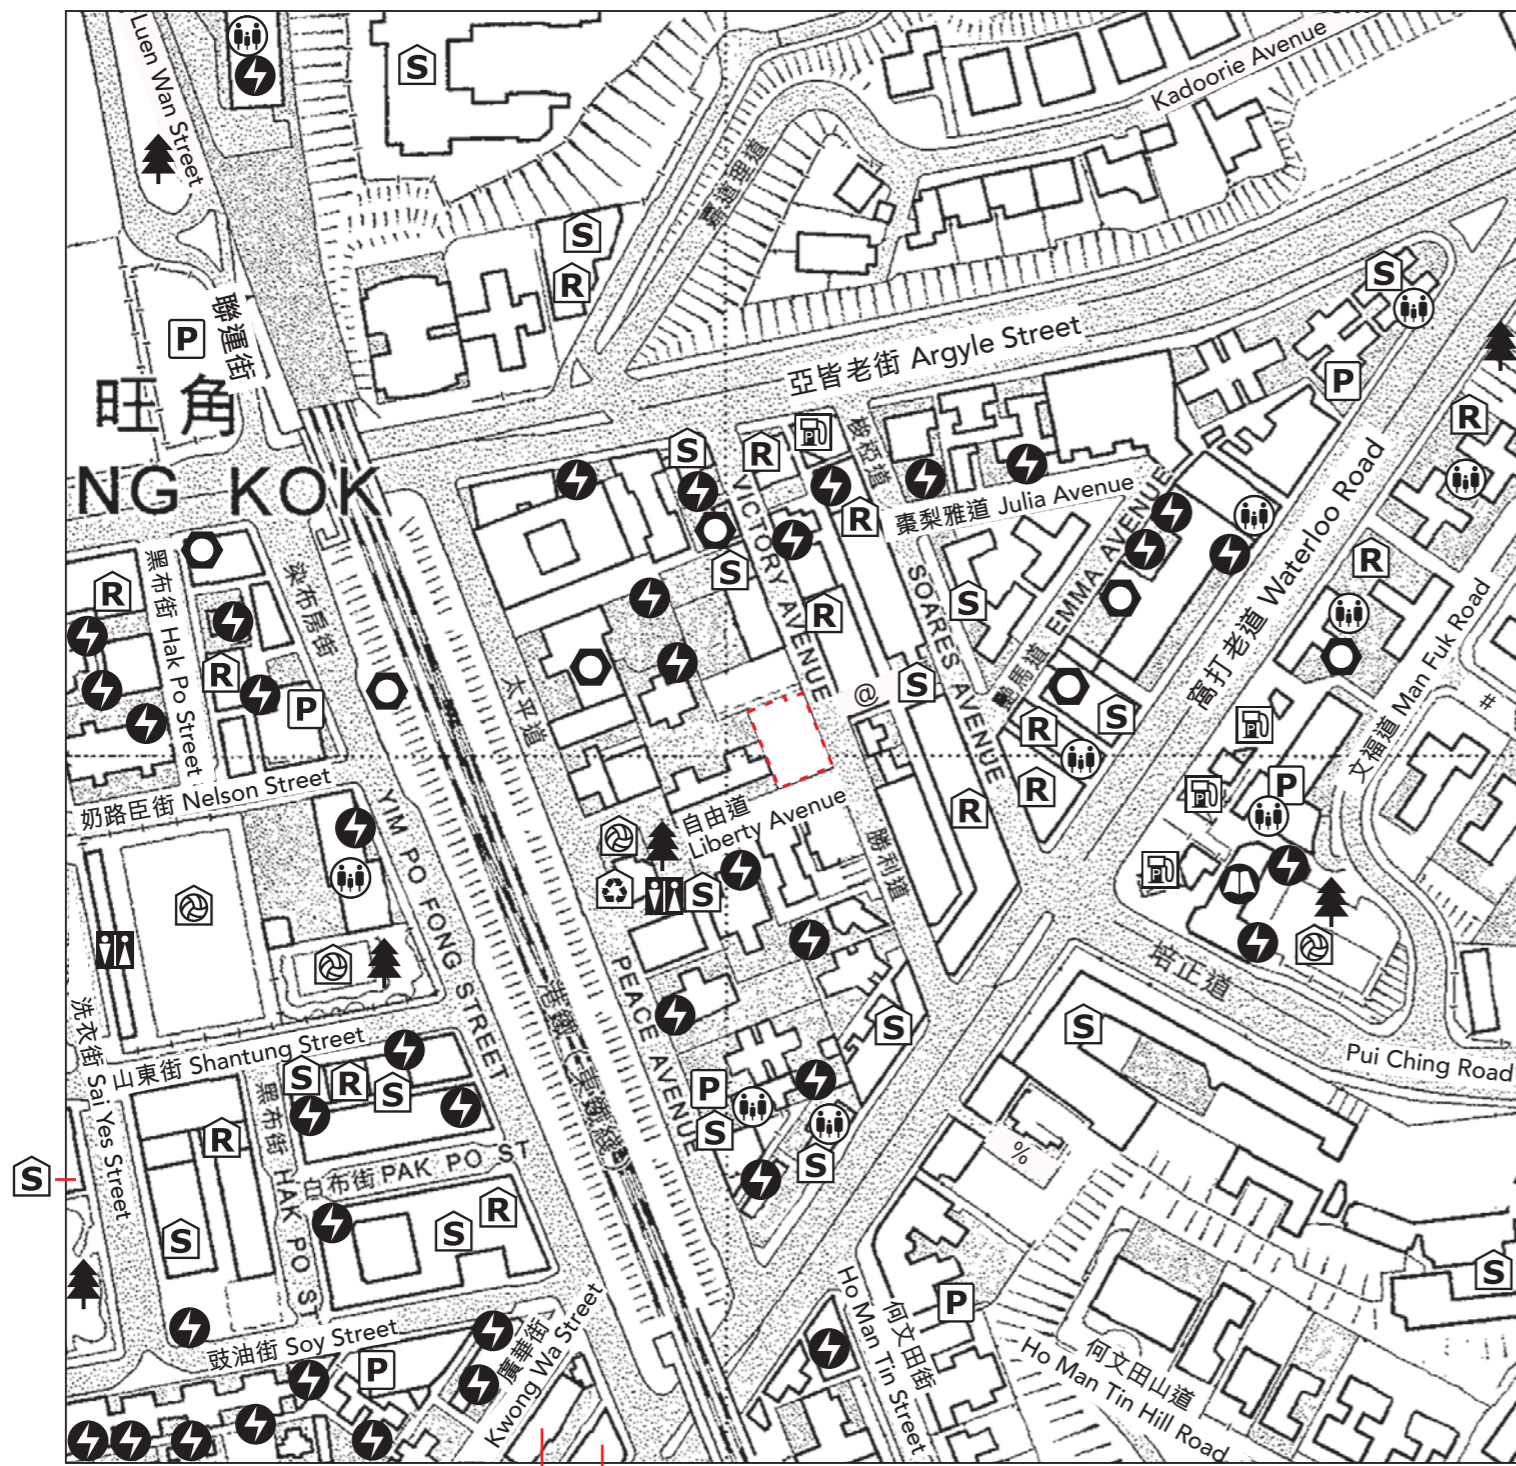 Luen Wan Street
S
Kadoorie Avenue
嘉道理道
S
R
S
P
聯運街
旺角
NG KOK
亞皆老街 Argyle Street
P
R
S
R
P
梭椏道
VICTORY AVENUE
R
棗梨雅道 Julia Avenue
黑布街 Hak Po Street
染布房街
R
S
R
SOARES AVENUE
S
艷馬道 EMMA AVENUE
窩打老道 Waterloo Road
R
文福道 Man Fuk Road
R
P
太平道
@
S
R
S
#
P
奶路臣街 Nelson Street
YIM PO FONG STREET
自由道
Liberty Avenue
R
R
P
P
勝利道
P
S
PEACE AVENUE
培正道
Pui Ching Road
洗衣街 Sai Yes Street
山東街 Shantung Street
S
R
S
S
S
P
S
S
%
黑布街 HAK PO ST
R
白布街 PAK PO ST
S
S
S
R
S
P
豉油街 Soy Street
P
廣華街
Kwong Wa Street
何文田街
Ho Man Tin Street
何文田山道
Ho Man Tin Hill Road